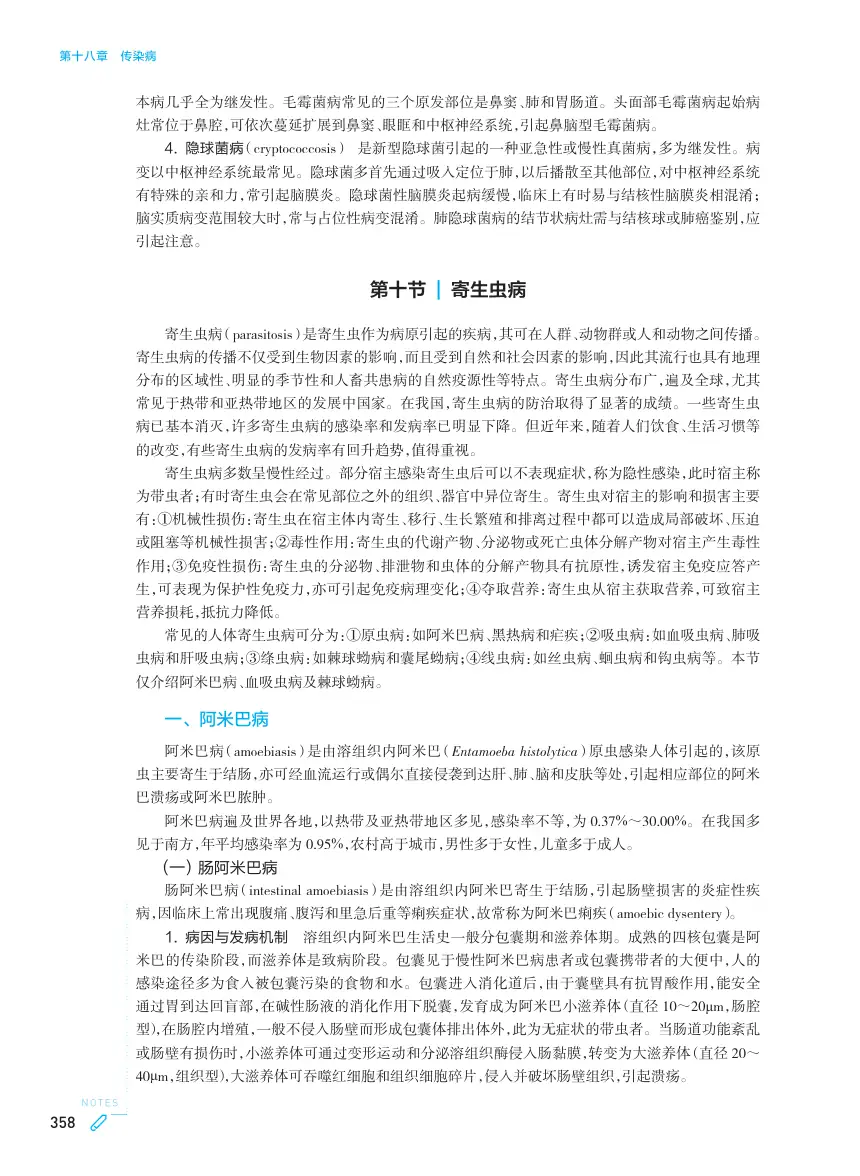 第十八章　传染病
本病几乎全为继发性。毛霉菌病常见的三个原发部位是鼻窦、肺和胃肠道。头面部毛霉菌病起始病
灶常位于鼻腔,可依次蔓延扩展到鼻窦、眼眶和中枢神经系统,引起鼻脑型毛霉菌病。
4. 隐球菌病(cryptococcosis)　是新型隐球菌引起的一种亚急性或慢性真菌病,多为继发性。病
变以中枢神经系统最常见。隐球菌多首先通过吸入定位于肺,以后播散至其他部位,对中枢神经系统
有特殊的亲和力,常引起脑膜炎。隐球菌性脑膜炎起病缓慢,临床上有时易与结核性脑膜炎相混淆;
脑实质病变范围较大时,常与占位性病变混淆。肺隐球菌病的结节状病灶需与结核球或肺癌鉴别,应
引起注意。
第十节 | 寄生虫病
寄生虫病(parasitosis)是寄生虫作为病原引起的疾病,其可在人群、动物群或人和动物之间传播。
寄生虫病的传播不仅受到生物因素的影响,而且受到自然和社会因素的影响,因此其流行也具有地理
分布的区域性、明显的季节性和人畜共患病的自然疫源性等特点。寄生虫病分布广,遍及全球,尤其
常见于热带和亚热带地区的发展中国家。在我国,寄生虫病的防治取得了显著的成绩。一些寄生虫
病已基本消灭,许多寄生虫病的感染率和发病率已明显下降。但近年来,随着人们饮食、生活习惯等
的改变,有些寄生虫病的发病率有回升趋势,值得重视。
寄生虫病多数呈慢性经过。部分宿主感染寄生虫后可以不表现症状,称为隐性感染,此时宿主称
为带虫者;有时寄生虫会在常见部位之外的组织、器官中异位寄生。寄生虫对宿主的影响和损害主要
有:①机械性损伤:寄生虫在宿主体内寄生、移行、生长繁殖和排离过程中都可以造成局部破坏、压迫
或阻塞等机械性损害;②毒性作用:寄生虫的代谢产物、分泌物或死亡虫体分解产物对宿主产生毒性
作用;③免疫性损伤:寄生虫的分泌物、排泄物和虫体的分解产物具有抗原性,诱发宿主免疫应答产
生,可表现为保护性免疫力,亦可引起免疫病理变化;④夺取营养:寄生虫从宿主获取营养,可致宿主
营养损耗,抵抗力降低。
常见的人体寄生虫病可分为:①原虫病:如阿米巴病、黑热病和疟疾;②吸虫病:如血吸虫病、肺吸
虫病和肝吸虫病;③绦虫病:如棘球蚴病和囊尾蚴病;④线虫病:如丝虫病、蛔虫病和钩虫病等。本节
仅介绍阿米巴病、血吸虫病及棘球蚴病。
一、阿米巴病
阿米巴病(amoebiasis)是由溶组织内阿米巴(Entamoeba histolytica)原虫感染人体引起的,该原
虫主要寄生于结肠,亦可经血流运行或偶尔直接侵袭到达肝、肺、脑和皮肤等处,引起相应部位的阿米
巴溃疡或阿米巴脓肿。
阿米巴病遍及世界各地,以热带及亚热带地区多见,感染率不等,为 0.37%～30.00%。在我国多
见于南方,年平均感染率为 0.95%,农村高于城市,男性多于女性,儿童多于成人。
(一)肠阿米巴病
肠阿米巴病(intestinal amoebiasis)是由溶组织内阿米巴寄生于结肠,引起肠壁损害的炎症性疾
病,因临床上常出现腹痛、腹泻和里急后重等痢疾症状,故常称为阿米巴痢疾(amoebic dysentery)。
1. 病因与发病机制　溶组织内阿米巴生活史一般分包囊期和滋养体期。成熟的四核包囊是阿
米巴的传染阶段,而滋养体是致病阶段。包囊见于慢性阿米巴病患者或包囊携带者的大便中,人的
感染途径多为食入被包囊污染的食物和水。包囊进入消化道后,由于囊壁具有抗胃酸作用,能安全
通过胃到达回盲部,在碱性肠液的消化作用下脱囊,发育成为阿米巴小滋养体(直径 10～20μm,肠腔
型),在肠腔内增殖,一般不侵入肠壁而形成包囊体排出体外,此为无症状的带虫者。当肠道功能紊乱
或肠壁有损伤时,小滋养体可通过变形运动和分泌溶组织酶侵入肠黏膜,转变为大滋养体(直径 20～
40μm,组织型),大滋养体可吞噬红细胞和组织细胞碎片,侵入并破坏肠壁组织,引起溃疡。
NOTES
358